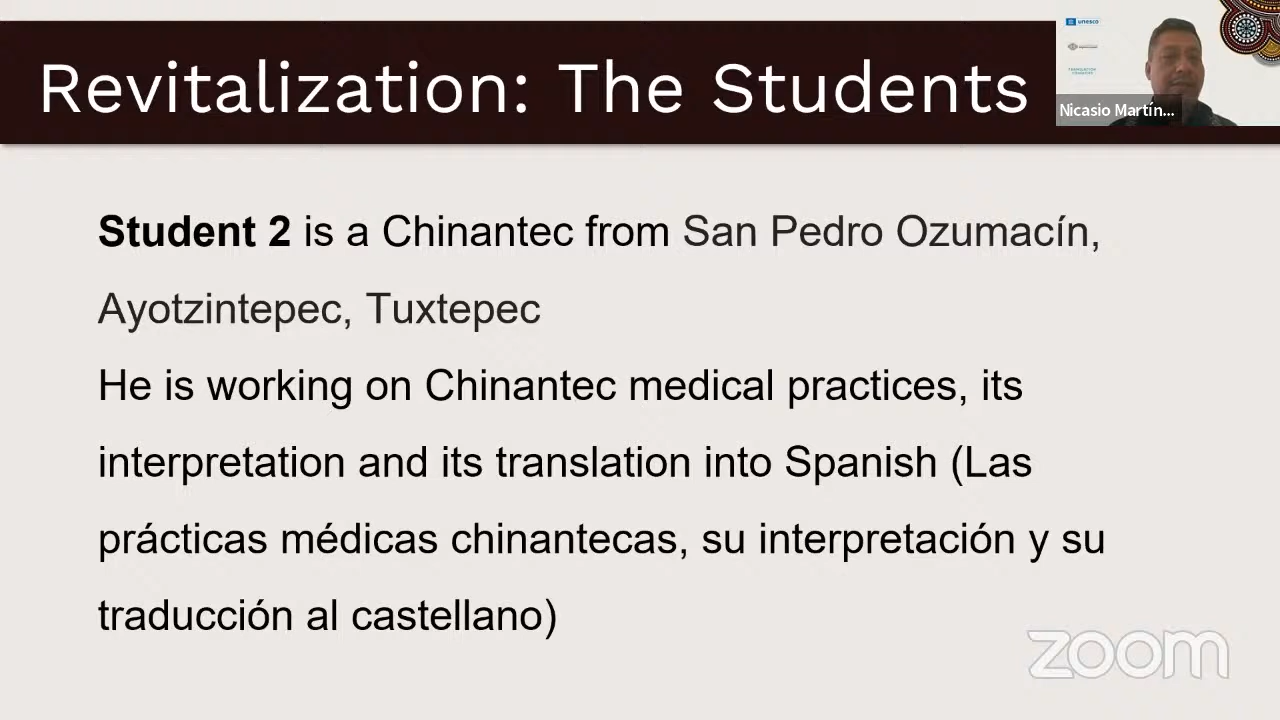 Revitalization: The Students
unesco
Nicasio Martín...
Student 2 is a Chinantec from San Pedro Ozumacín,
Ayotzintepec, Tuxtepec
He is working on Chinantec medical practices, its
interpretation and its translation into Spanish (Las
prácticas médicas chinantecas, su interpretación y su
traducción al castellano)
zoom